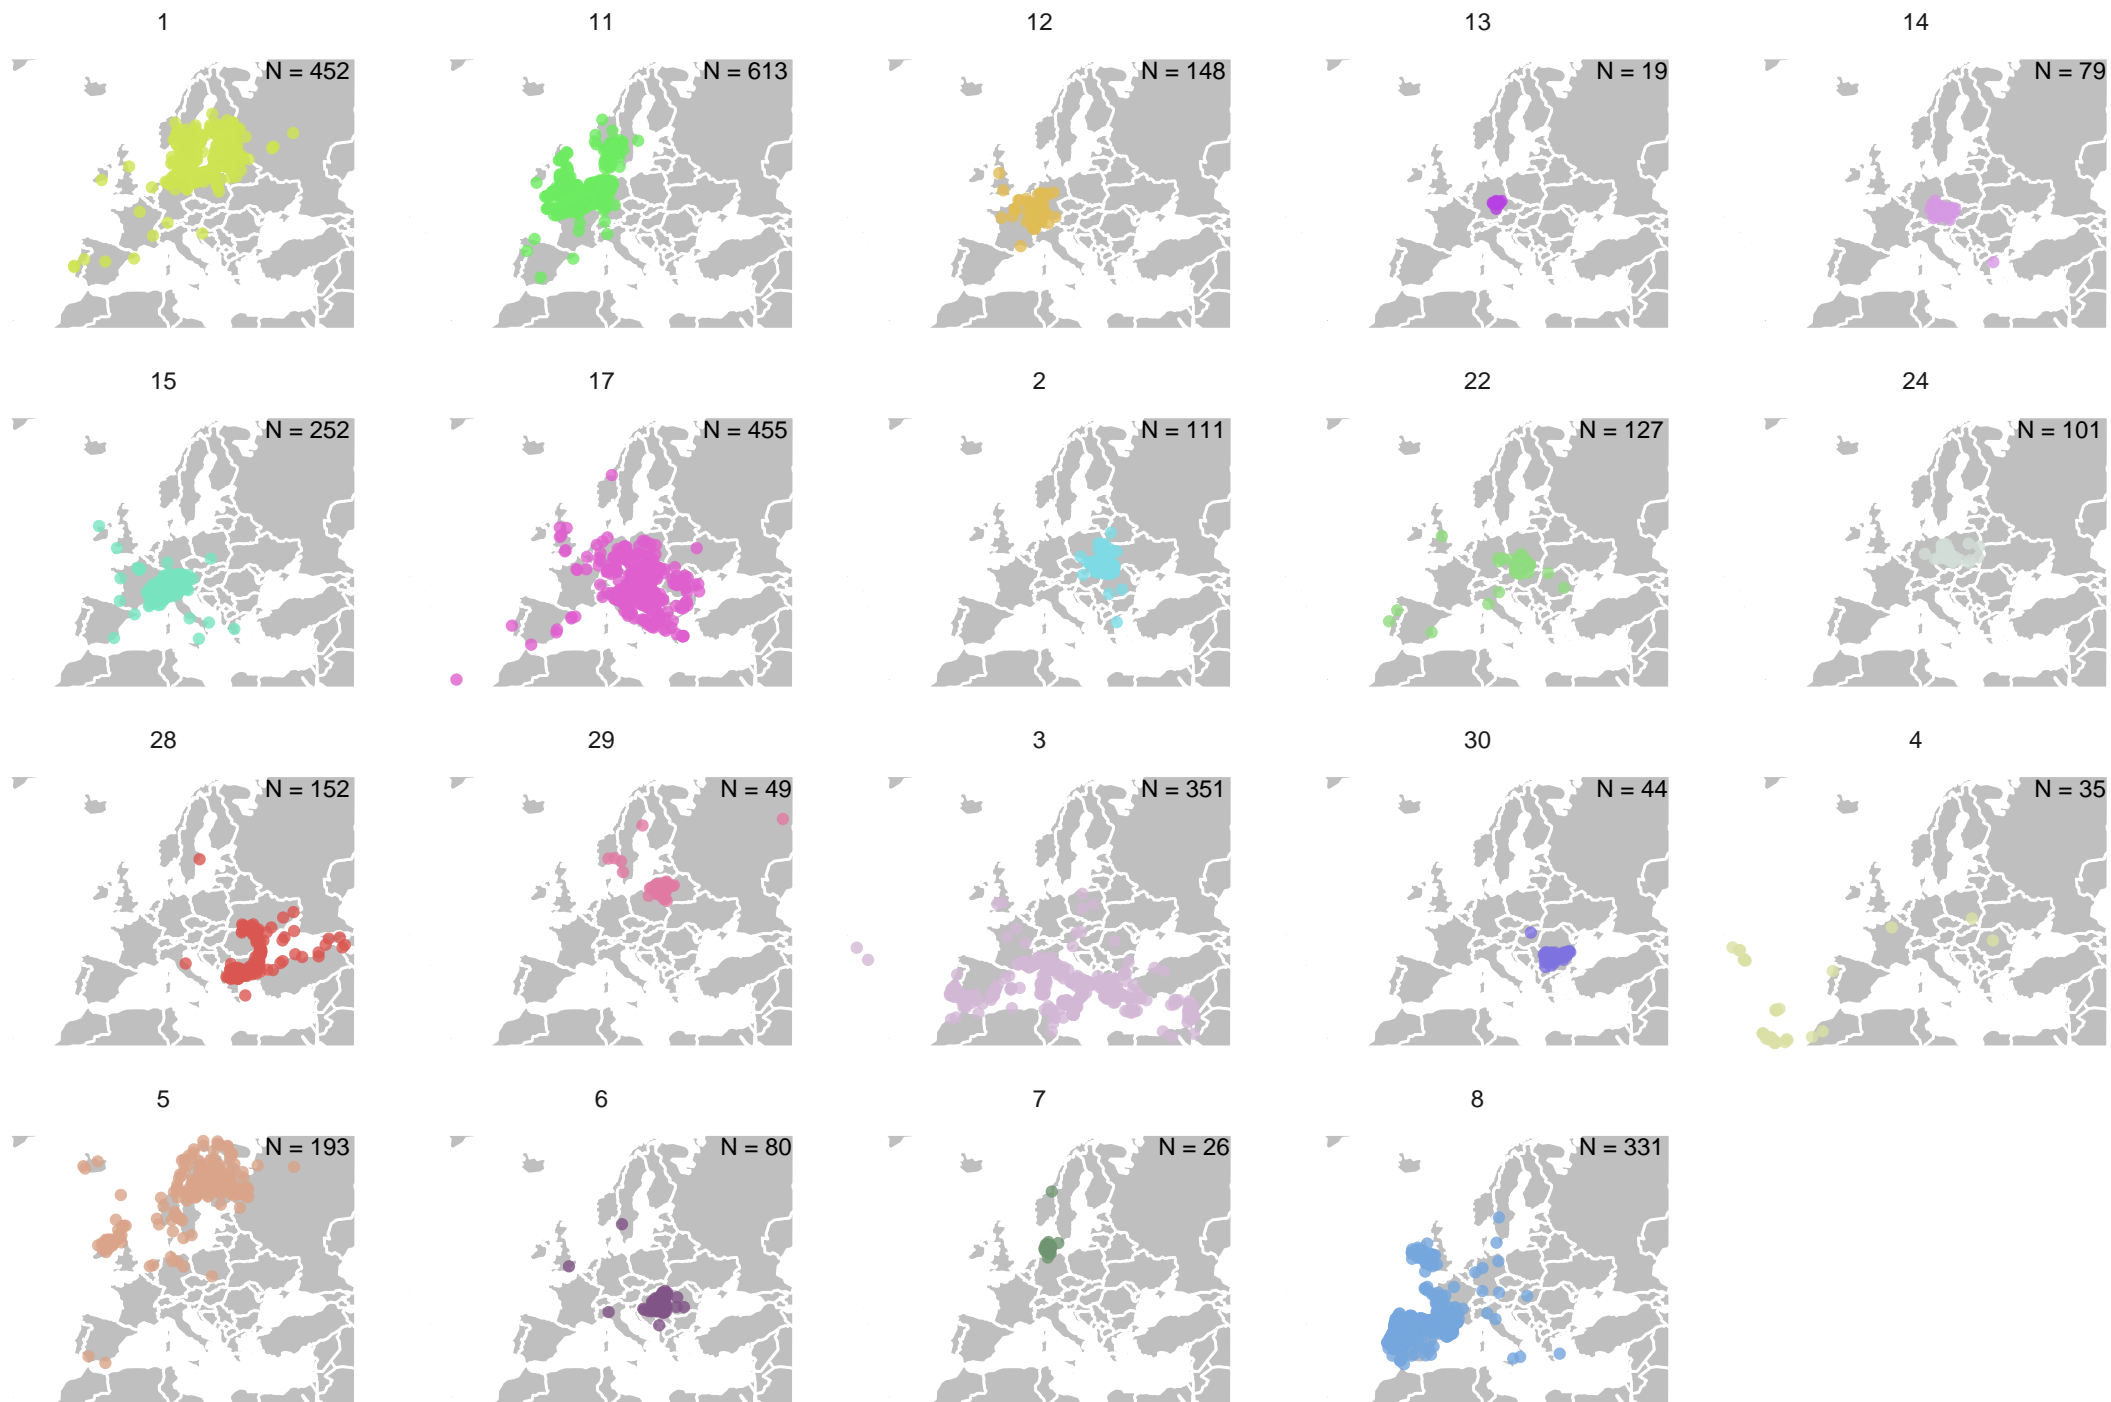 1 11 12 13 14
N = 452 N = 613 N = 148 N = 19 N = 79
15 17 2 22 24
N = 252 N = 455 N = 111 N = 127 N = 101
28 29 3 30 4
N = 152 N = 49 N = 351 N = 44 N = 35
5 6 7 8
N = 193 N = 80 N = 26 N = 331